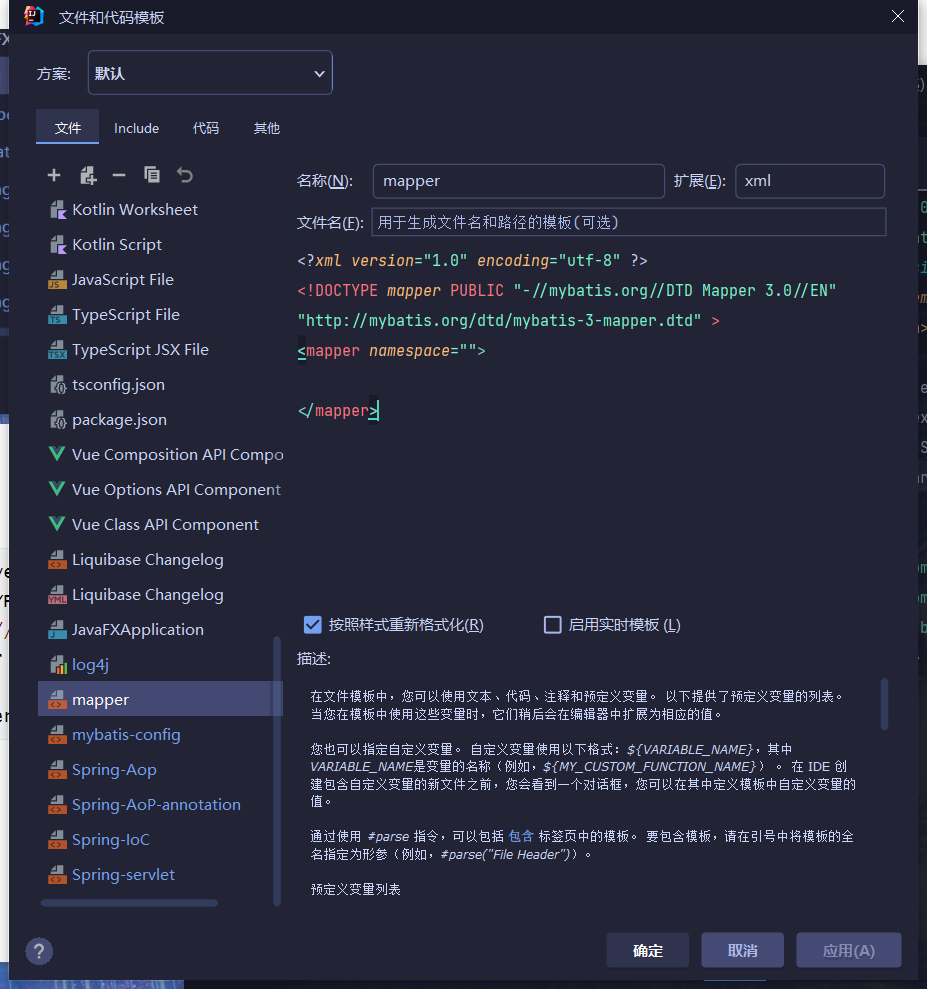 文件和代码模板
方案:
默认
文件 Include 代码 其他
名称(N): mapper 扩展(E): xml
文件名(F): 用于生成文件名和路径的模板(可选)
Kotlin Worksheet
Kotlin Script
JavaScript File
TypeScript File
TypeScript JSX File
tsconfig.json
package.json
Vue Composition API Compo
Vue Options API Component
Vue Class API Component
Liquibase Changelog
Liquibase Changelog
JavaFXApplication
log4j
mapper
mybatis-config
Spring-Aop
Spring-AoP-annotation
Spring-IoC
Spring-servlet
<?xml version="1.0" encoding="utf-8" ?>
<!DOCTYPE mapper PUBLIC "-//mybatis.org//DTD Mapper 3.0//EN"
"http://mybatis.org/dtd/mybatis-3-mapper.dtd" >
<mapper namespace="">
</mapper>
按照样式重新格式化(R) 启用实时模板 (L)
描述:
在文件模板中，您可以使用文本、代码、注释和预定义变量。 以下提供了预定义变量的列表。
当您在模板中使用这些变量时，它们稍后会在编辑器中扩展为相应的值。
您也可以指定自定义变量。 自定义变量使用以下格式：${VARIABLE_NAME}，其中
VARIABLE_NAME是变量的名称（例如，${MY_CUSTOM_FUNCTION_NAME}）。 在 IDE 创
建包含自定义变量的新文件之前，您会看到一个对话框，您可以在其中定义模板中自定义变量的
值。
通过使用 #parse 指令，可以包括 包含 标签页中的模板。 要包含模板，请在引号中将模板的全
名指定为形参（例如，#parse("File Header")）。
预定义变量列表
?
确定 取消 应用(A)